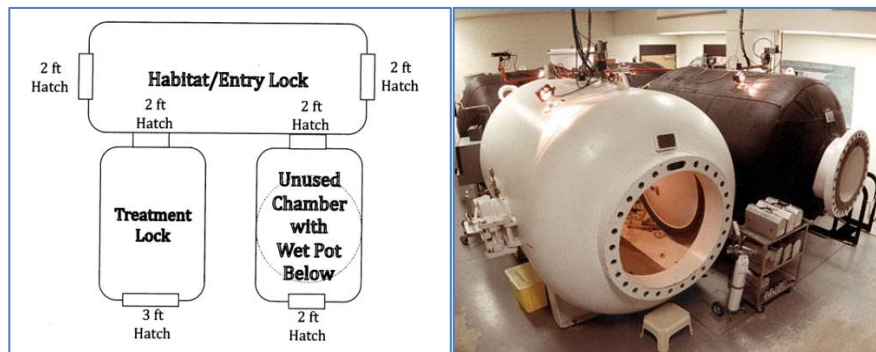 2 ft
Hatch
Habitat/Entry Lock
2 ft
Hatch
2 ft
Hatch
2 ft
Hatch
Treatment
Lock
Unused
Chamber
with
Wet Pot
Below
3 ft
Hatch
2 ft
Hatch